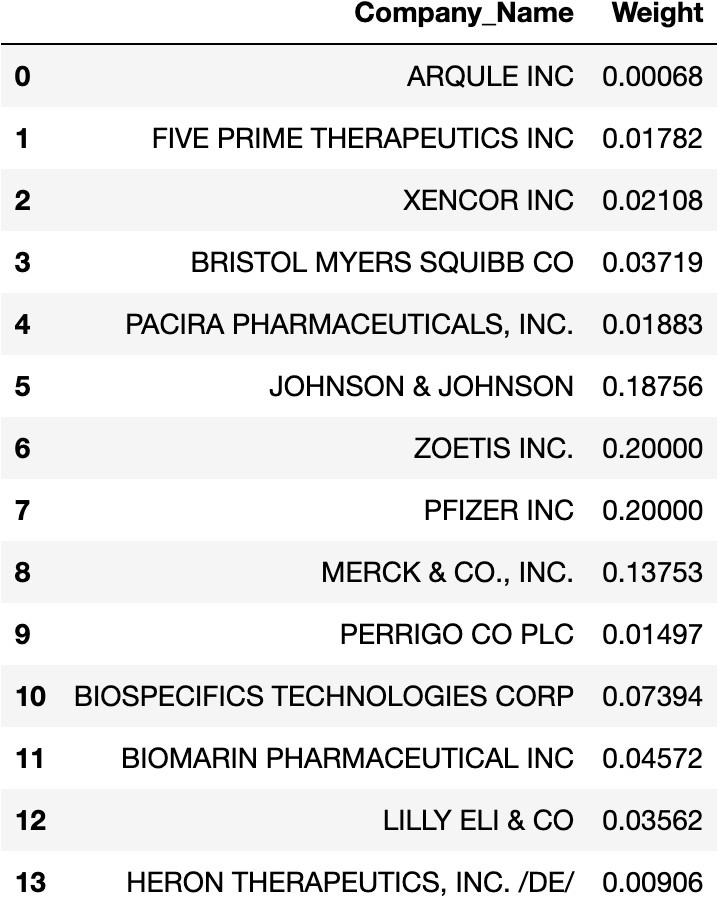 Company_Name Weight
0 ARQULE INC 0.00068
1 FIVE PRIME THERAPEUTICS INC 0.01782
2 XENCOR INC 0.02108
3 BRISTOL MYERS SQUIBB CO 0.03719
4 PACIRA PHARMACEUTICALS, INC. 0.01883
5 JOHNSON & JOHNSON 0.18756
6 ZOETIS INC. 0.20000
7 PFIZER INC 0.20000
8 MERCK & CO., INC. 0.13753
9 PERRIGO CO PLC 0.01497
10 BIOSPECIFICS TECHNOLOGIES CORP 0.07394
11 BIOMARIN PHARMACEUTICAL INC 0.04572
12 LILLY ELI & CO 0.03562
13 HERON THERAPEUTICS, INC. /DE/ 0.00906